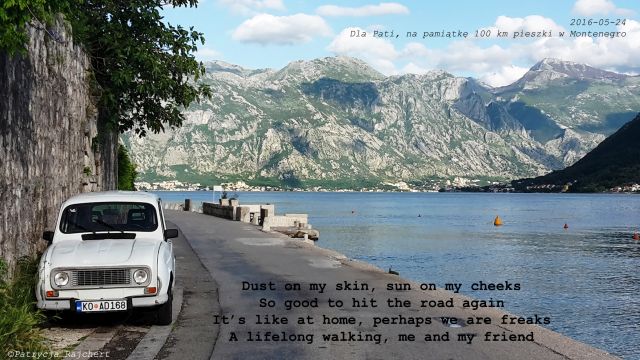 2016-05-24
Dla Pati, na pamiątkę 100 km pieszki w Montenegro
KO AD168
Dust on my skin, sun on my cheeks
So good to hit the road again
It's like at home, perhaps we are freaks
A lifelong walking, me and my friend
©Patrycja Rajchert